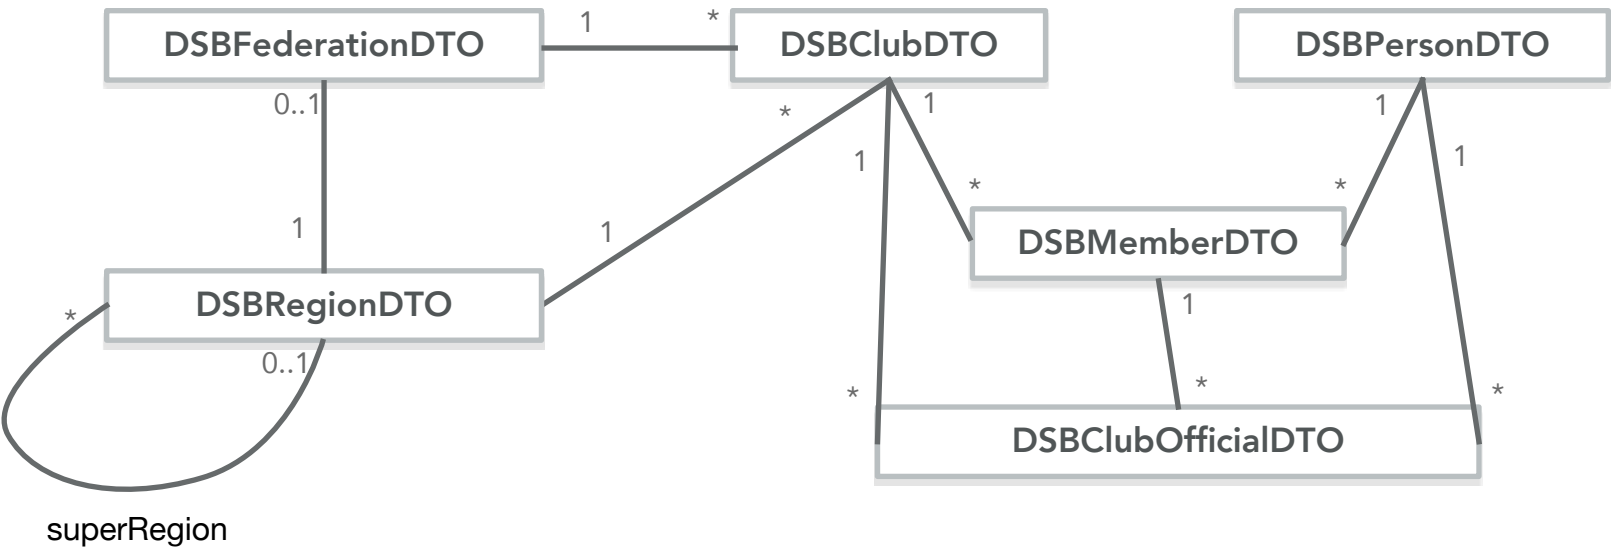 DSBFederationDTO
1
*
DSBClubDTO
DSBPersonDTO
0..1
*
1
1
1
1
*
*
1
1
DSBMemberDTO
DSBRegionDTO
*
1
0..1
*
*
*
DSBClubOfficialDTO
superRegion